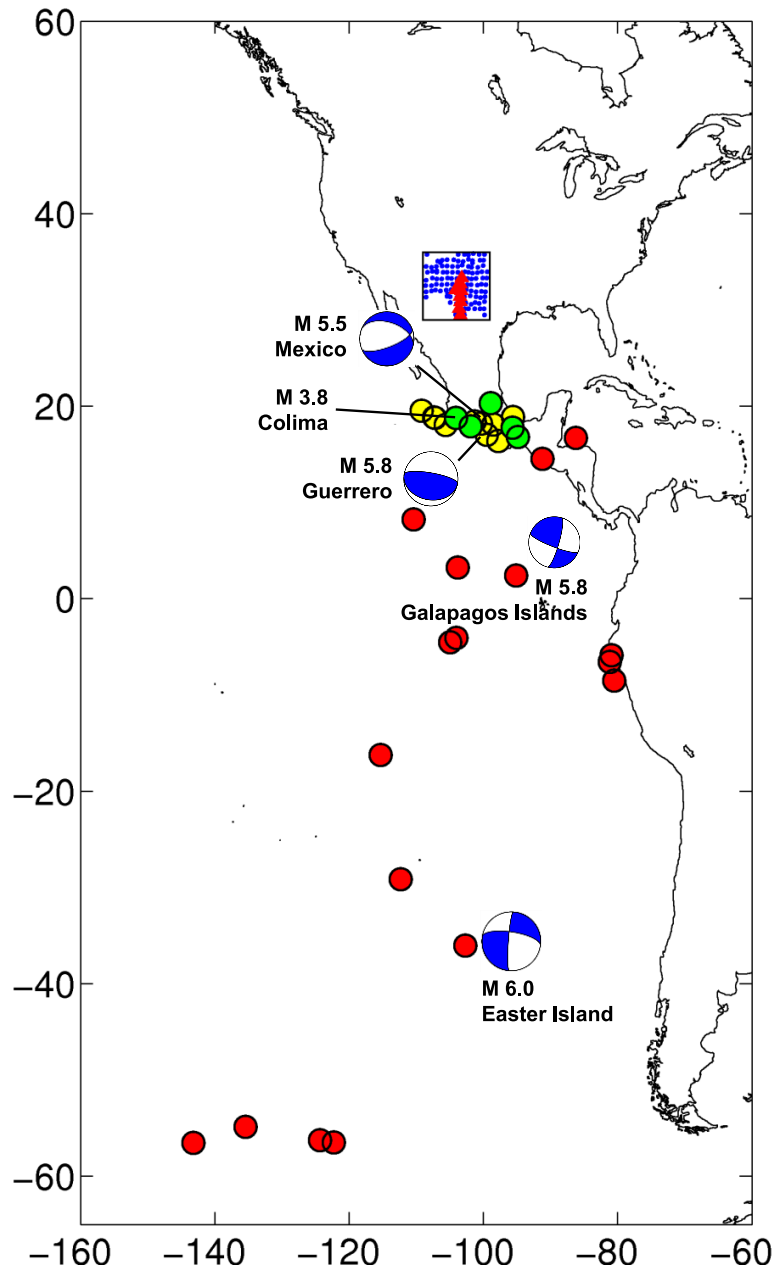 60
40
M 5.5
Mexico
M 3.8
Colima
20
M 5.8
Guerrero
M 5.8
0
Galapagos Islands
−20
M 6.0
Easter Island
−40
−60
−160 −140 −120 −100 −80 −60